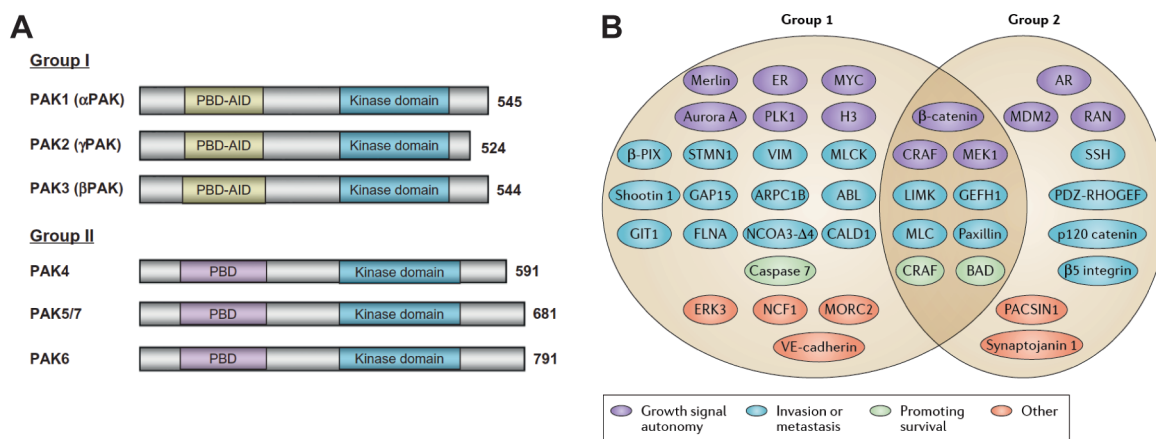 A
Group I
PAK1 (αPAK) PBD-AID Kinase domain 545
PAK2 (γPAK) PBD-AID Kinase domain 524
PAK3 (βPAK) PBD-AID Kinase domain 544
Group II
PAK4 PBD Kinase domain 591
PAK5/7 PBD Kinase domain 681
PAK6 PBD Kinase domain 791
B
Group 1 Group 2
Merlin ER MYC AR
Aurora A PLK1 H3 β-catenin MDM2 RAN
β-PIX STMN1 VIM MLCK CRAF MEK1 SSH
Shootin 1 GAP15 ARPC1B ABL LIMK GEFH1 PDZ-RHOGEF
GIT1 FLNA NCOA3-Δ4 CALD1 MLC Paxillin p120 catenin
Caspase 7 CRAF BAD β5 integrin
ERK3 NCF1 MORC2 PACSIN1
VE-cadherin Synaptojanin 1
Growth signal autonomy Invasion or metastasis Promoting survival Other